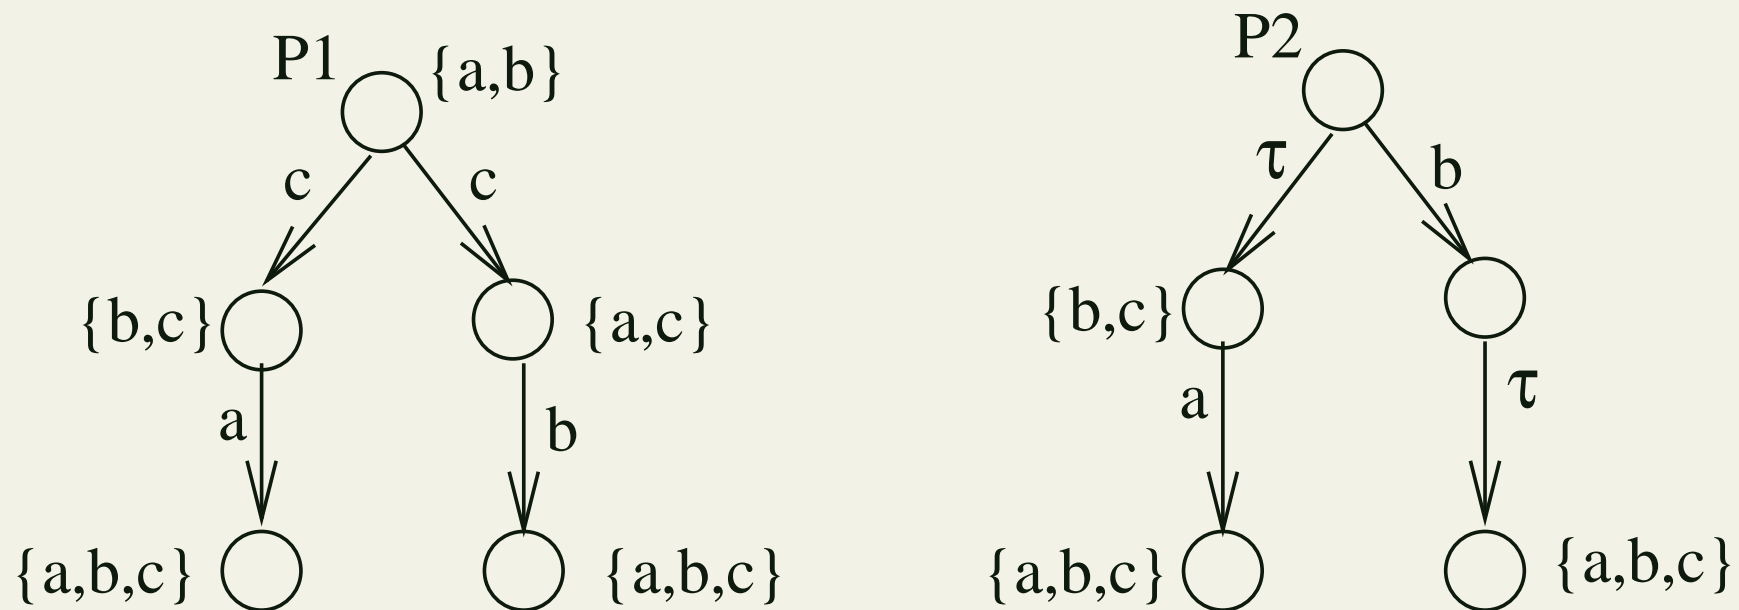 P1 {a,b}
c c
{b,c} {a,c}
a b
{a,b,c} {a,b,c}
P2
τ b
{b,c}
a τ
{a,b,c} {a,b,c}